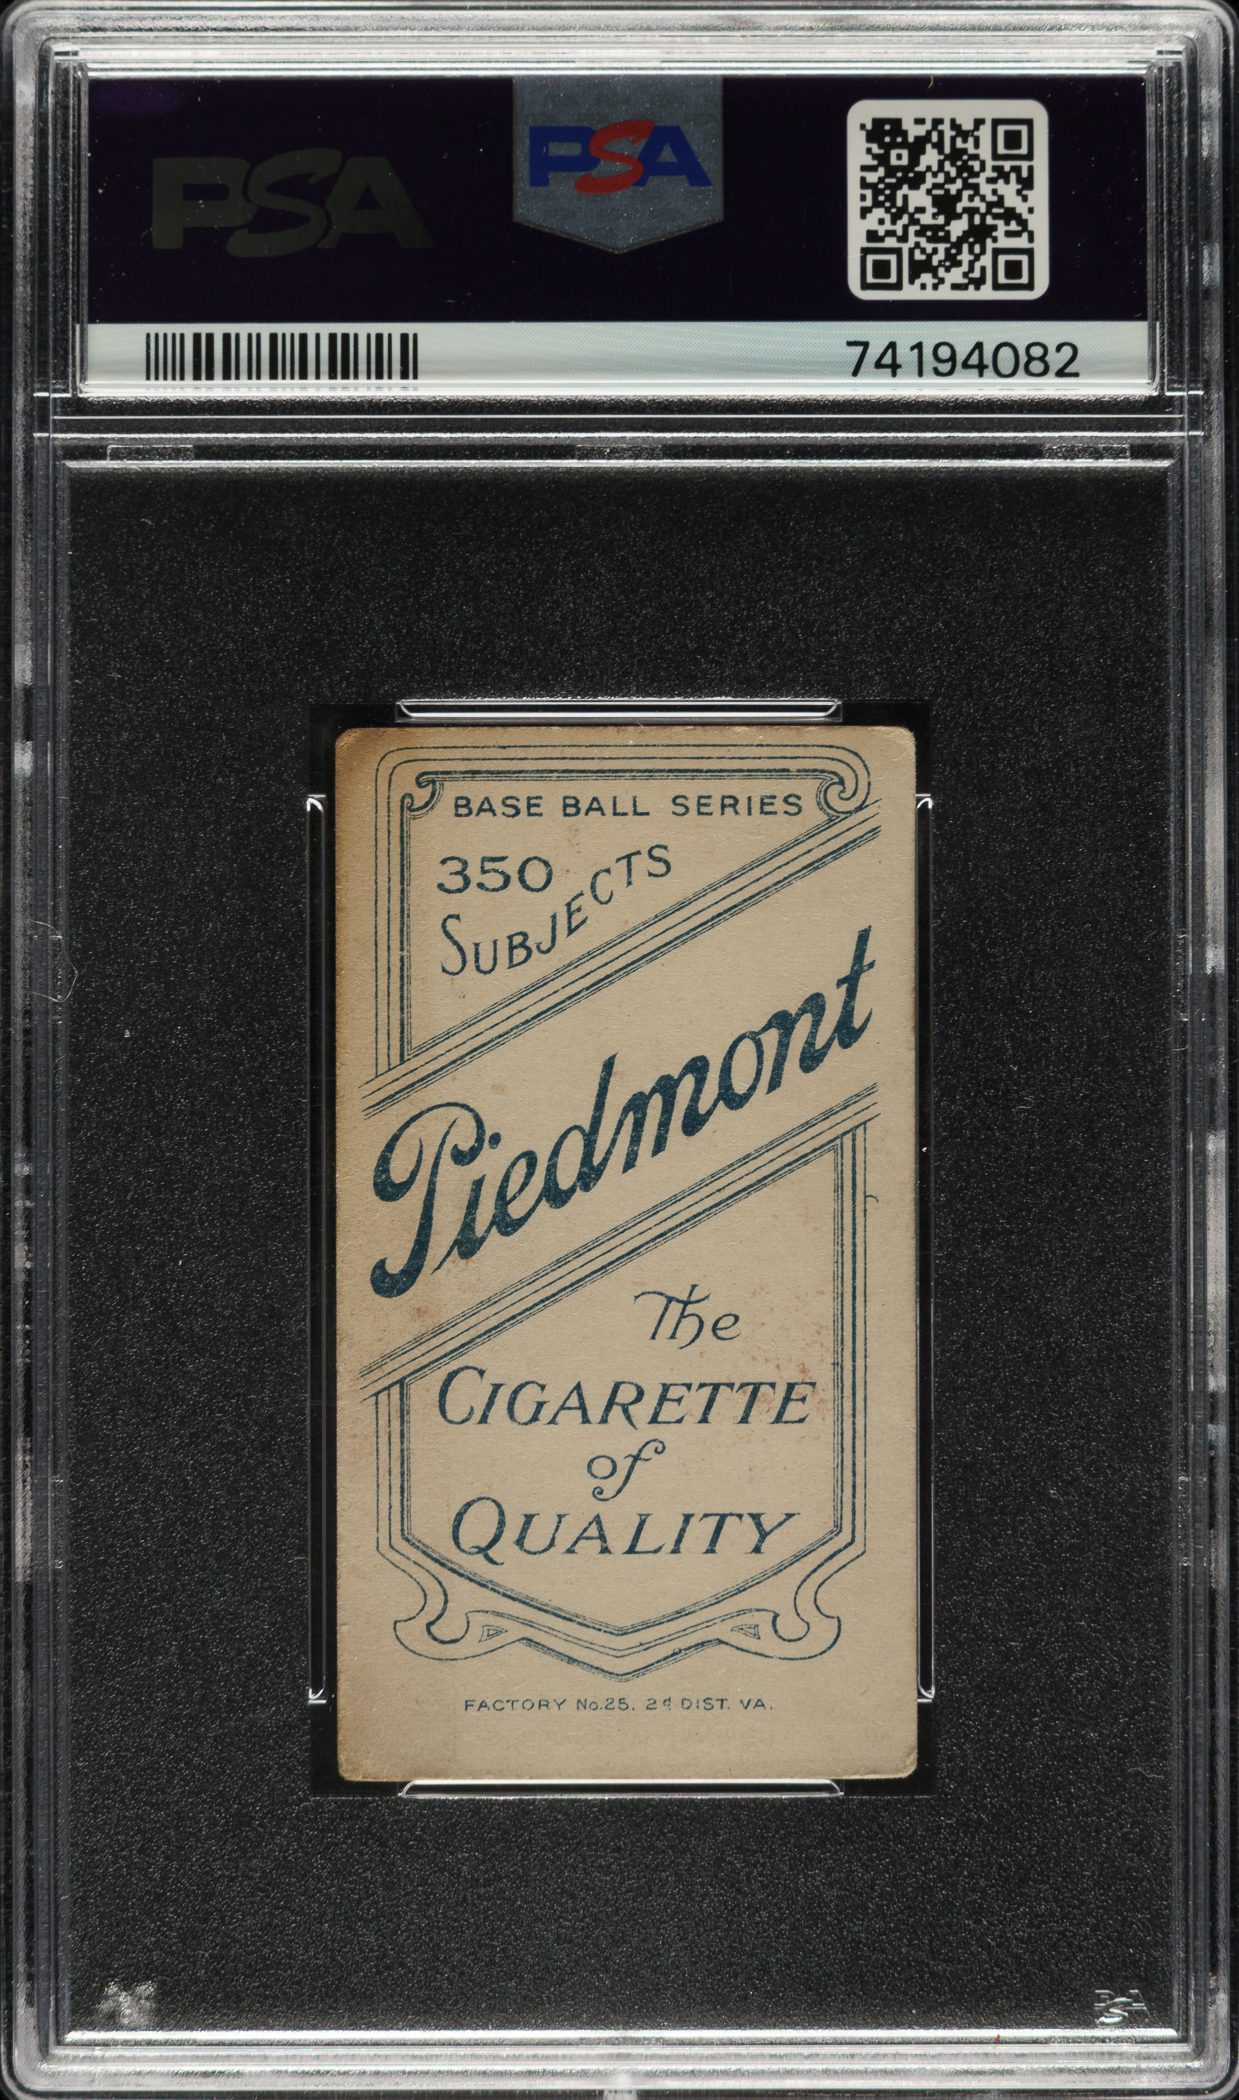 PSA
PSA
74194082
BASE BALL SERIES
350
SUBJECTS
Piedmont
The
CIGARETTE
of
QUALITY
FACTORY No.25. 2d DIST. VA.
PSA